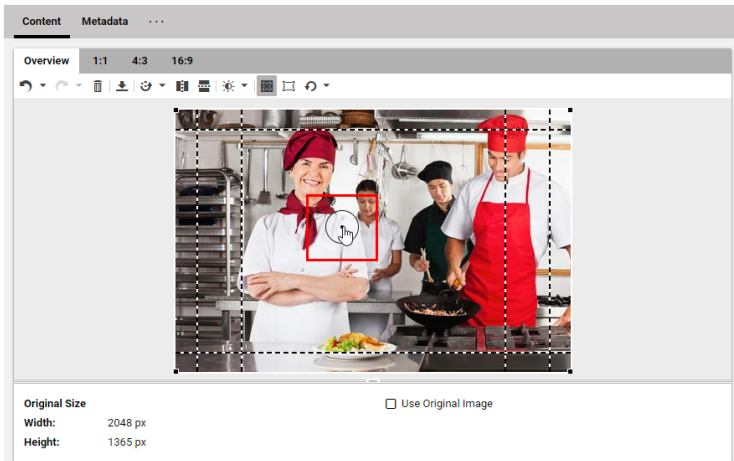 Content Metadata ...
Overview 1:1 4:3 16:9
Original Size
Use Original Image
Width: 2048 px
Height: 1365 px